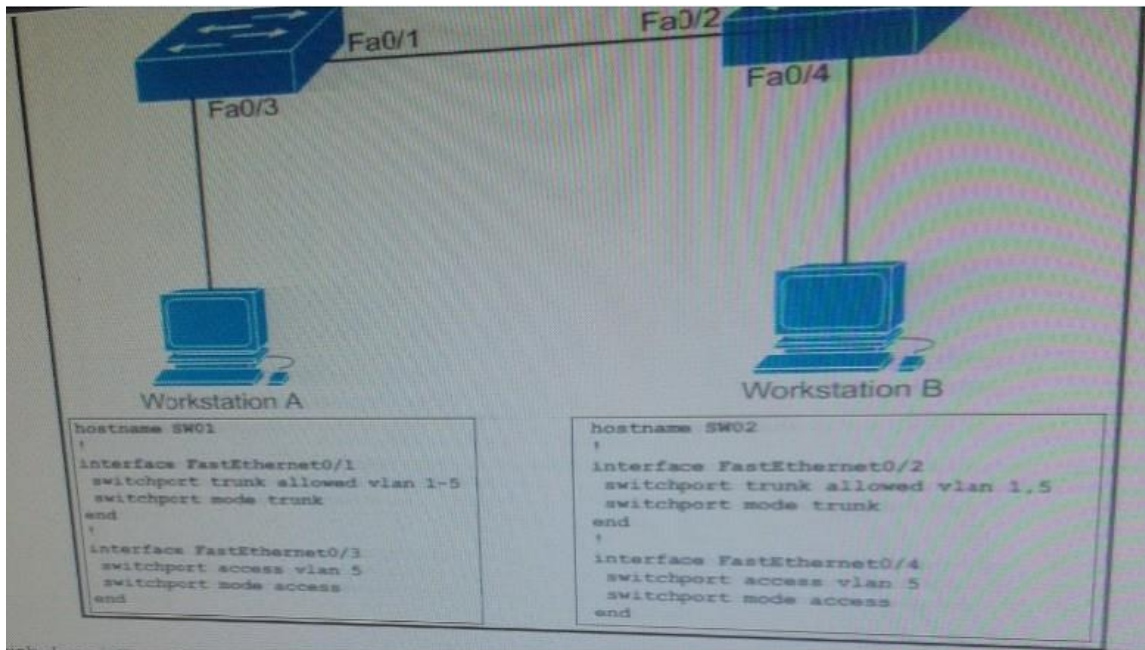 Fa0/1
Fa0/2
Fa0/3
Fa0/4
Workstation A
Workstation B
hostname SW01
!
interface FastEthernet0/1
switchport trunk allowed vlan 1-5
switchport mode trunk
end
!
interface FastEthernet0/3
switchport access vlan 5
switchport mode access
end
hostname SW02
!
interface FastEthernet0/2
switchport trunk allowed vlan 1,5
switchport mode trunk
end
!
interface FastEthernet0/4
switchport access vlan 5
switchport mode access
end